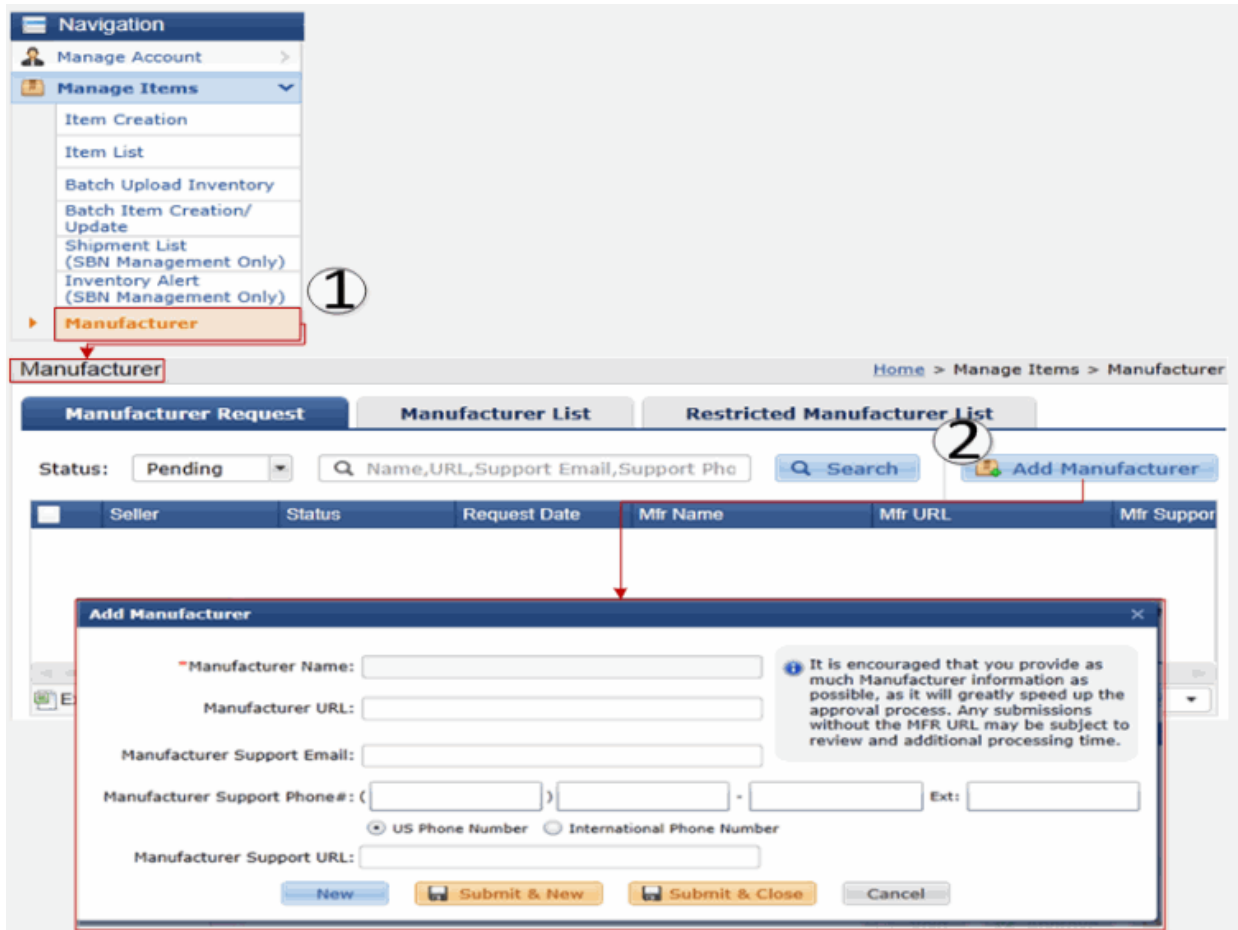 Navigation
Manage Account
Manage Items
Item Creation
Item List
Batch Upload Inventory
Batch Item Creation/
Update
Shipment List
(SBN Management Only)
Inventory Alert
(SBN Management Only)
1
Manufacturer
Manufacturer
Home > Manage Items > Manufacturer
Manufacturer Request
Manufacturer List
Restricted Manufacturer List
2
Status:
Pending
Name,URL,Support Email,Support Pho
Search
Add Manufacturer
Seller
Status
Request Date
Mfr Name
Mfr URL
Mfr Suppor
Add Manufacturer
*Manufacturer Name:
It is encouraged that you provide as
much Manufacturer information as
possible, as it will greatly speed up the
approval process. Any submissions
without the MFR URL may be subject to
review and additional processing time.
Manufacturer URL:
Manufacturer Support Email:
Manufacturer Support Phone#: ( ) - Ext:
US Phone Number
International Phone Number
Manufacturer Support URL:
New
Submit & New
Submit & Close
Cancel